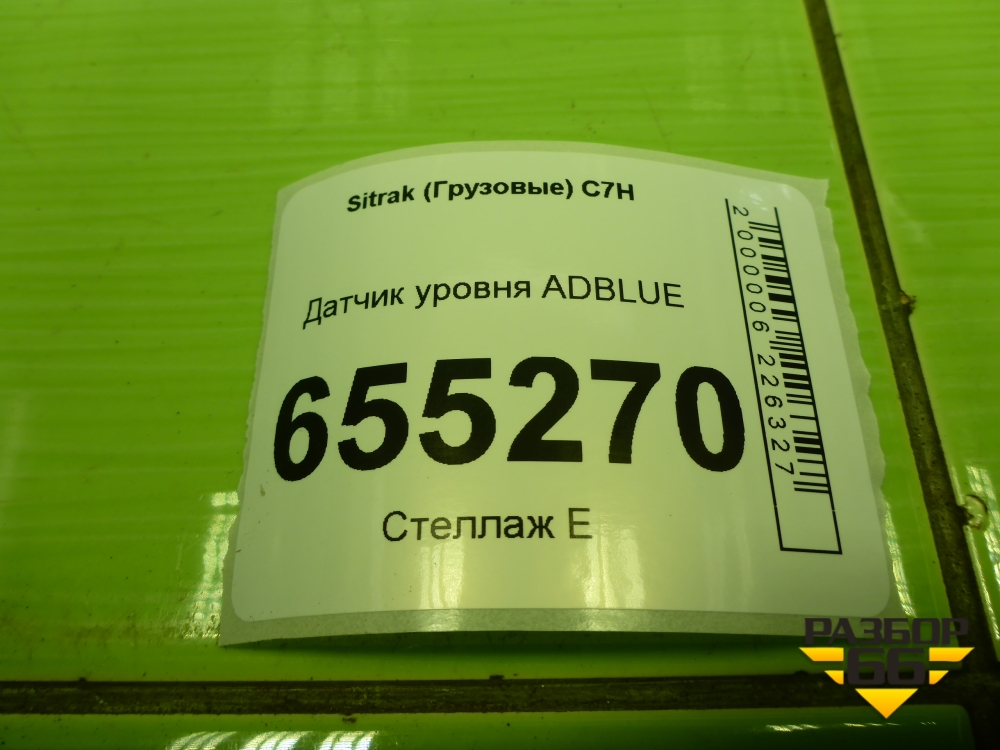 Sitrak (Грузовые) C7H
Датчик уровня ADBLUE
655270
Стеллаж Е
2000006226327
РАЗБОР
66